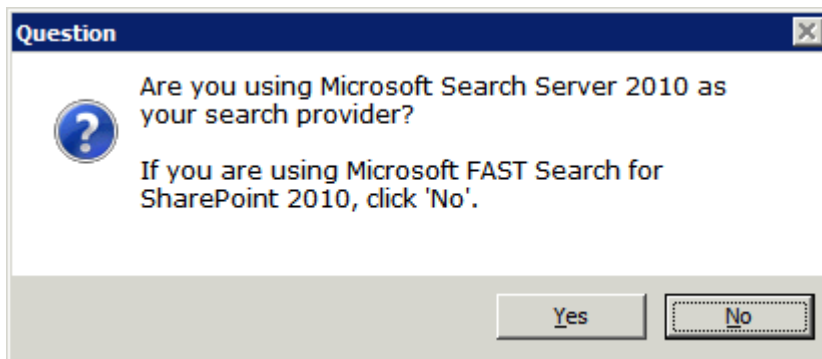 Question
Are you using Microsoft Search Server 2010 as
your search provider?
If you are using Microsoft FAST Search for
SharePoint 2010, click 'No'.
Yes
No